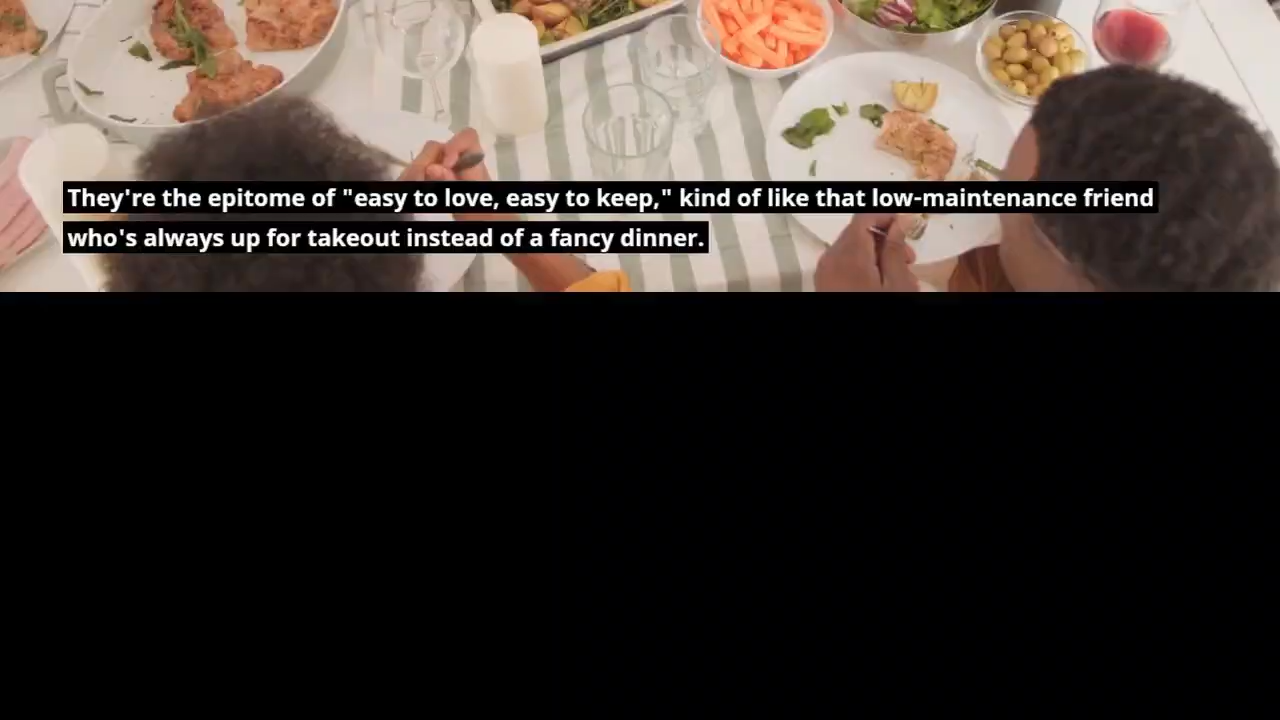 They're the epitome of "easy to love, easy to keep," kind of like that low-maintenance friend
who's always up for takeout instead of a fancy dinner.